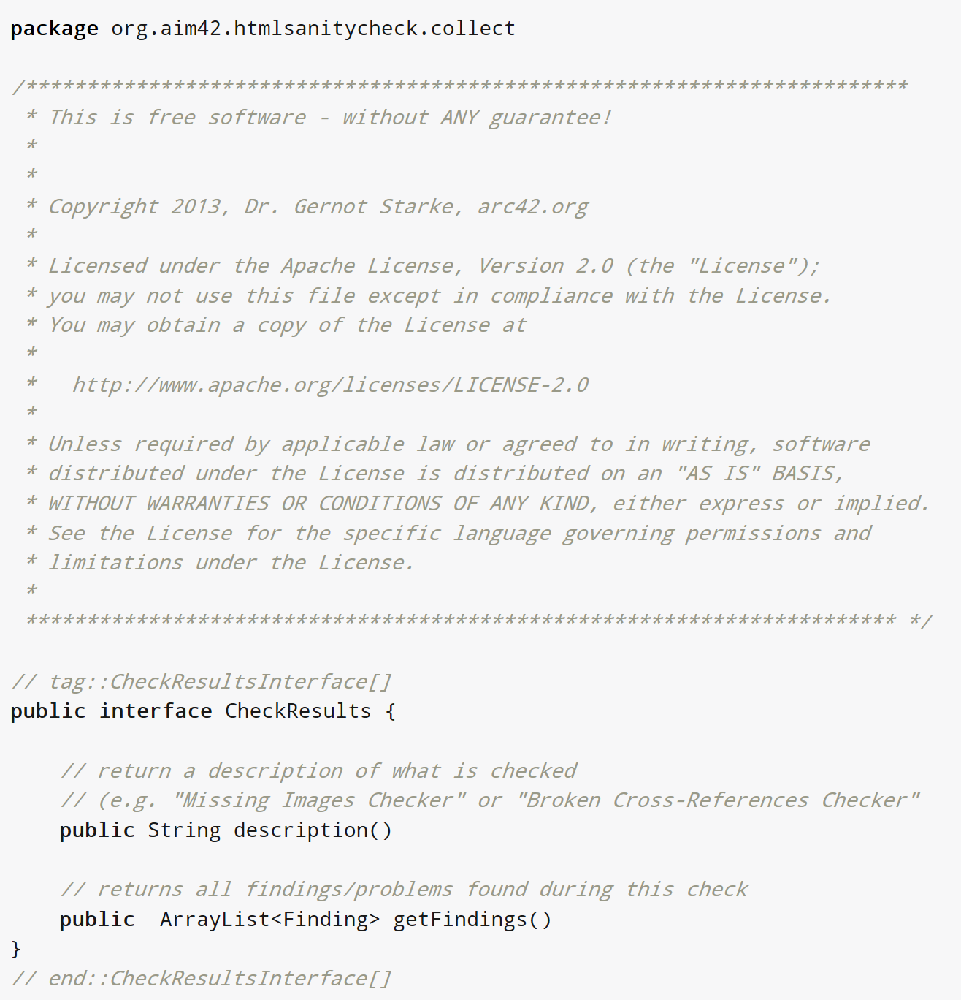 package org.aim42.htmlsanitycheck.collect

/************************************************************************
 * This is free software - without ANY guarantee!
 *
 *
 * Copyright 2013, Dr. Gernot Starke, arc42.org
 *
 * Licensed under the Apache License, Version 2.0 (the "License");
 * you may not use this file except in compliance with the License.
 * You may obtain a copy of the License at
 *
 *   http://www.apache.org/licenses/LICENSE-2.0
 *
 * Unless required by applicable law or agreed to in writing, software
 * distributed under the License is distributed on an "AS IS" BASIS,
 * WITHOUT WARRANTIES OR CONDITIONS OF ANY KIND, either express or implied.
 * See the License for the specific language governing permissions and
 * limitations under the License.
 *
 *********************************************************************** */

// tag::CheckResultsInterface[]
public interface CheckResults {

    // return a description of what is checked
    // (e.g. "Missing Images Checker" or "Broken Cross-References Checker"
    public String description()

    // returns all findings/problems found during this check
    public  ArrayList<Finding> getFindings()
}
// end::CheckResultsInterface[]